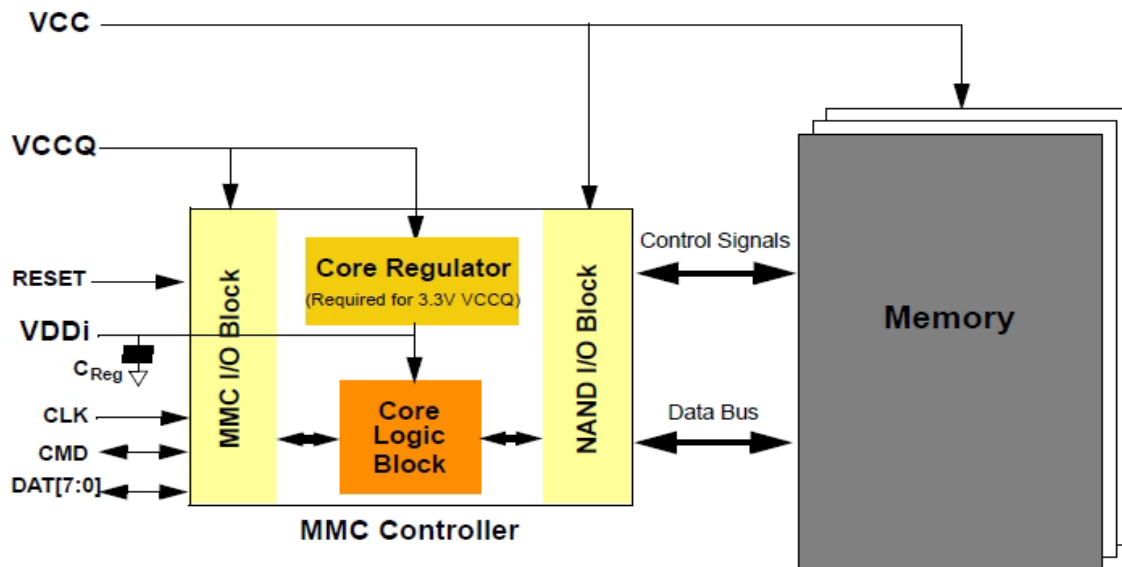 VCC
VCCQ
RESET
VDDi
CReg
CLK
CMD
DAT[7:0]
MMC I/O Block
Core Regulator
(Required for 3.3V VCCQ)
Core
Logic
Block
NAND I/O Block
MMC Controller
Control Signals
Data Bus
Memory